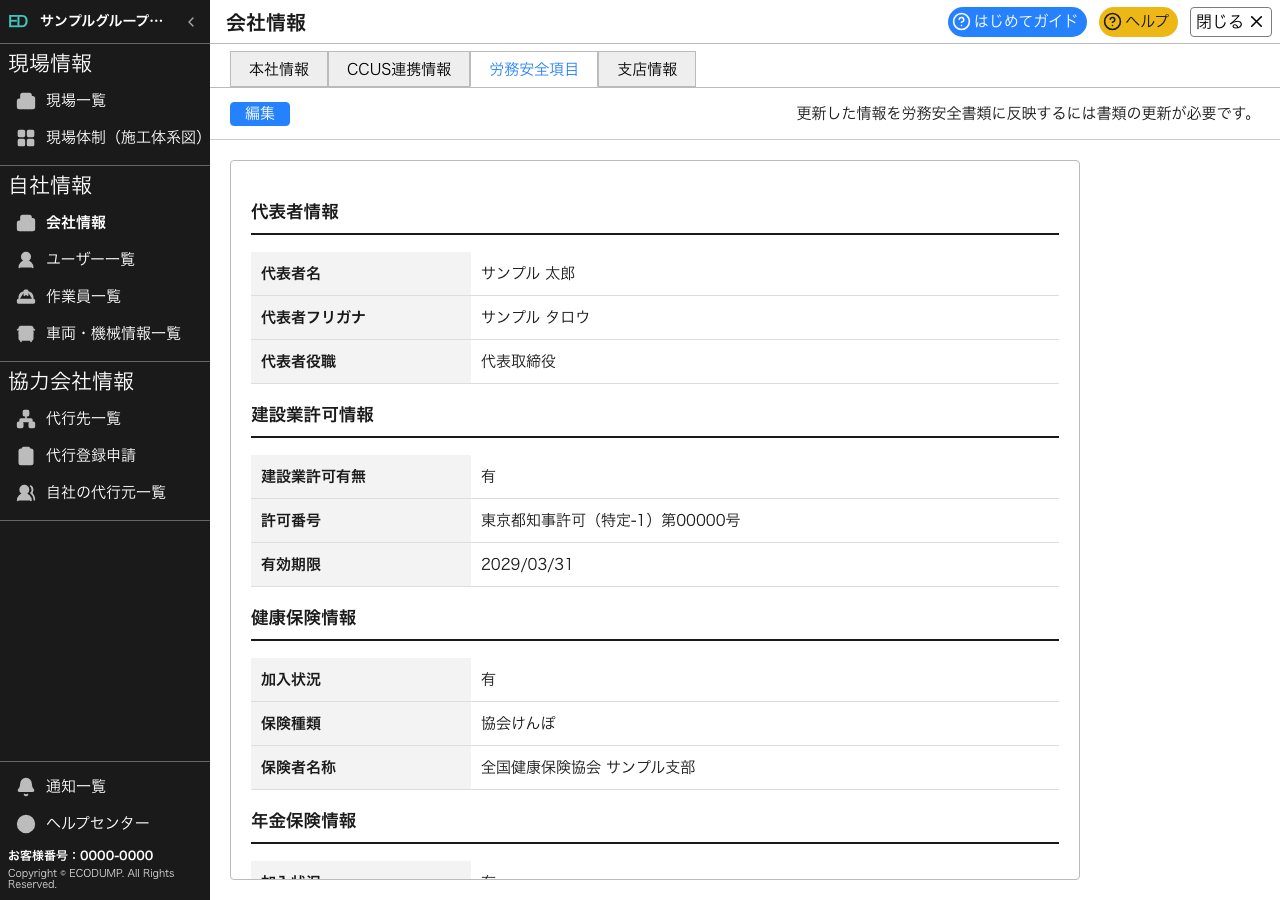 サンプルグループ…
現場情報
現場一覧
現場体制（施工体系図）
自社情報
会社情報
ユーザー一覧
作業員一覧
車両・機械情報一覧
協力会社情報
代行先一覧
代行登録申請
自社の代行元一覧
通知一覧
ヘルプセンター
お客様番号：0000-0000
Copyright © ECODUMP. All Rights
Reserved.
会社情報
はじめてガイド
ヘルプ
閉じる
本社情報
CCUS連携情報
労務安全項目
支店情報
編集
更新した情報を労務安全書類に反映するには書類の更新が必要です。
代表者情報
代表者名 サンプル 太郎
代表者フリガナ サンプル タロウ
代表者役職 代表取締役
建設業許可情報
建設業許可有無 有
許可番号 東京都知事許可（特定-1）第00000号
有効期限 2029/03/31
健康保険情報
加入状況 有
保険種類 協会けんぽ
保険者名称 全国健康保険協会 サンプル支部
年金保険情報
加入状況 有